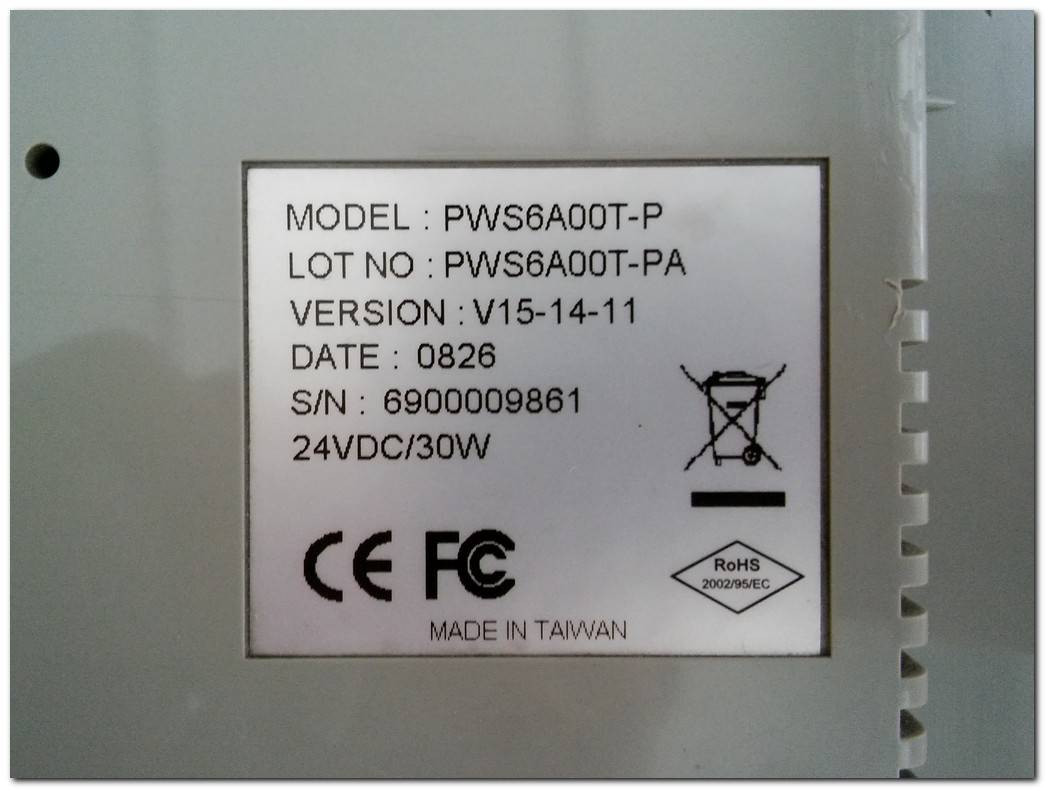 MODEL : PWS6A00T-P
LOT NO : PWS6A00T-PA
VERSION : V15-14-11
DATE : 0826
S/N : 6900009861
24VDC/30W
CE FC
RoHS
2002/95/EC
MADE IN TAIWAN